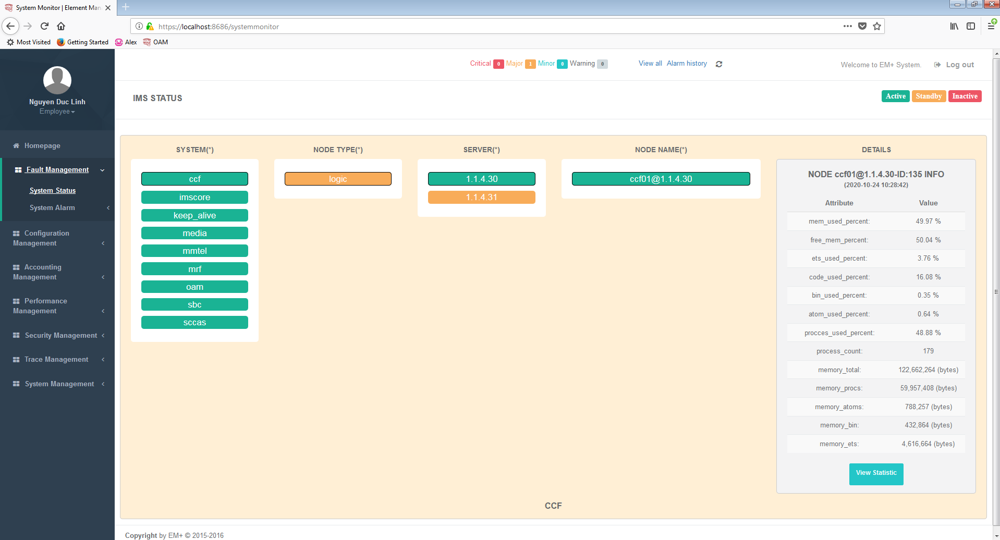 System Monitor | Element Man
https://localhost:8686/systemmonitor
Most Visited Getting Started Alex OAM
Nguyen Duc Linh
Employee
Homepage
Fault Management
System Status
System Alarm
Configuration
Management
Accounting
Management
Performance
Management
Security Management
Trace Management
System Management
Critical 0 Major 1 Minor 0 Warning 0 View all Alarm history Welcome to EM+ System. Log out
IMS STATUS
Active Standby Inactive
SYSTEM(*)
ccf
imscore
keep_alive
media
mmtel
mrf
oam
sbc
sccas
NODE TYPE(*)
logic
SERVER(*)
1.1.4.30
1.1.4.31
NODE NAME(*)
ccf01@1.1.4.30
DETAILS
NODE ccf01@1.1.4.30-ID:135 INFO
(2020-10-24 10:28:42)
Attribute Value
mem_used_percent: 49.97 %
free_mem_percent: 50.04 %
ets_used_percent: 3.76 %
code_used_percent: 16.08 %
bin_used_percent: 0.35 %
atom_used_percent: 0.64 %
procces_used_percent: 48.88 %
process_count: 179
memory_total: 122,662,264 (bytes)
memory_procs: 59,957,408 (bytes)
memory_atoms: 788,257 (bytes)
memory_bin: 432,864 (bytes)
memory_ets: 4,616,664 (bytes)
View Statistic
CCF
Copyright by EM+ © 2015-2016